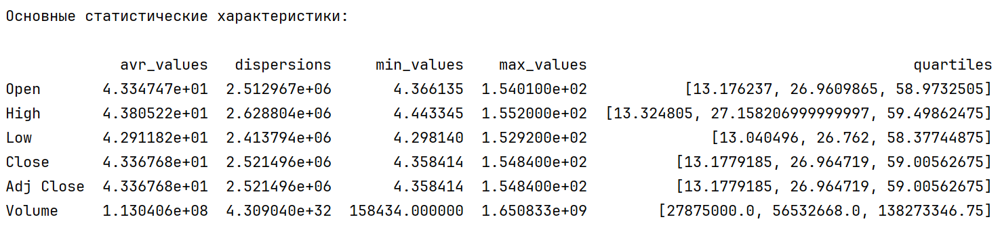 Основные статистические характеристики:
avr_values dispersions min_values max_values quartiles
Open 4.334747e+01 2.512967e+06 4.366135 1.540100e+02 [13.176237, 26.9609865, 58.9732505]
High 4.380522e+01 2.628804e+06 4.443345 1.552000e+02 [13.324805, 27.158206999999997, 59.49862475]
Low 4.291182e+01 2.413794e+06 4.298140 1.529200e+02 [13.040496, 26.762, 58.37744875]
Close 4.336768e+01 2.521496e+06 4.358414 1.548400e+02 [13.1779185, 26.964719, 59.00562675]
Adj Close 4.336768e+01 2.521496e+06 4.358414 1.548400e+02 [13.1779185, 26.964719, 59.00562675]
Volume 1.130406e+08 4.309040e+32 158434.000000 1.650833e+09 [27875000.0, 56532668.0, 138273346.75]